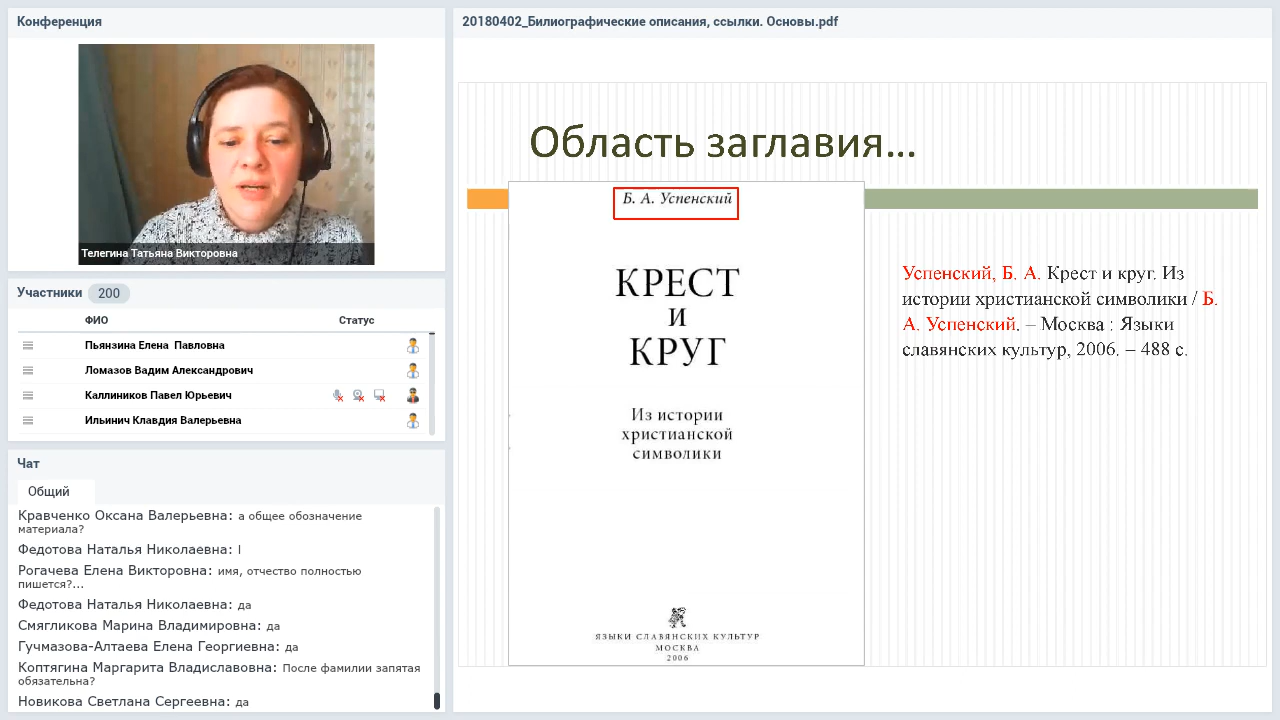 Конференция
Телегина Татьяна Викторовна
Участники 200
ФИО Статус
Пьянзина Елена Павловна
Ломазов Вадим Александрович
Каллиников Павел Юрьевич
Ильинич Клавдия Валерьевна
Чат
Общий
Кравченко Оксана Валерьевна: а общее обозначение
материала?
Федотова Наталья Николаевна: l
Рогачева Елена Викторовна: имя, отчество полностью
пишется?...
Федотова Наталья Николаевна: да
Смягликова Марина Владимировна: да
Гучмазова-Алтаева Елена Георгиевна: да
Коптягина Маргарита Владиславовна: После фамилии запятая
обязательна?
Новикова Светлана Сергеевна: да
20180402_Билиографические описания, ссылки. Основы.pdf
Область заглавия...
Б. А. Успенский
КРЕСТ
И
КРУГ
Из истории
христианской
символики
ЯЗЫКИ СЛАВЯНСКИХ КУЛЬТУР
МОСКВА
2006
Успенский, Б. А. Крест и круг. Из
истории христианской символики / Б.
А. Успенский. – Москва : Языки
славянских культур, 2006. – 488 с.